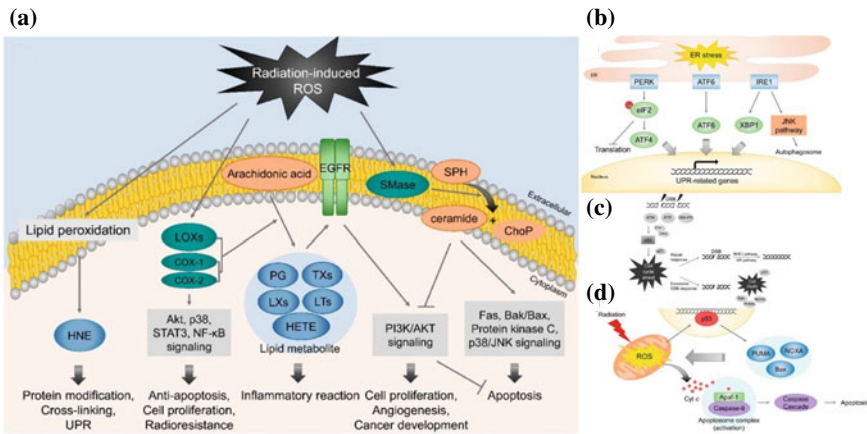 (a)
Radiation-induced
ROS
Arachidonic acid
EGFR
SPH
SMase
ceramide
+
ChoP
Extracellular
Cytoplasm
Lipid peroxidation
LOXs
COX-1
COX-2
PG
TXs
LXs
LTs
HETE
Lipid metabolite
HNE
Akt, p38,
STAT3, NF-kB
signaling
PI3K/AKT
signaling
Fas, Bak/Bax,
Protein kinase C,
p38/JNK signaling
Protein modification,
Cross-linking,
UPR
Anti-apoptosis,
Cell proliferation,
Radioresistance
Inflammatory reaction
Cell proliferation,
Angiogenesis,
Cancer development
Apoptosis
(b)
ER stress
ER
PERK
ATF6
IRE1
eIF2
ATF4
Translation
ATF6
XBP1
JNK
pathway
Autophagosome
Nucleus
UPR-related genes
(c)
DSB
(d)
Radiation
ROS
p53
PUMA
NOXA
Bax
Cyt c
Apaf-1
Caspase-9
Apoptosome complex
(activation)
Caspase
Cascade